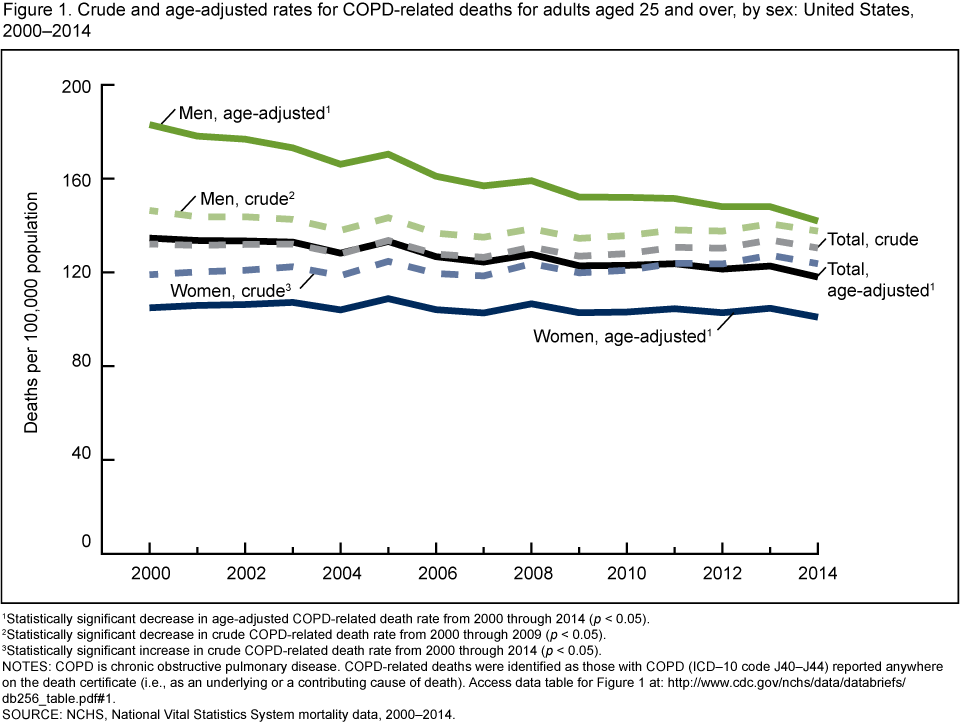 Figure 1. Crude and age-adjusted rates for COPD-related deaths for adults aged 25 and over, by sex: United States,
2000–2014
200
Men, age-adjusted¹
160
Men, crude²
Total, crude
120
Total,
age-adjusted¹
Women, crude³
Women, age-adjusted¹
80
40
0
Deaths per 100,000 population
2000 2002 2004 2006 2008 2010 2012 2014
¹Statistically significant decrease in age-adjusted COPD-related death rate from 2000 through 2014 (p < 0.05).
²Statistically significant decrease in crude COPD-related death rate from 2000 through 2009 (p < 0.05).
³Statistically significant increase in crude COPD-related death rate from 2000 through 2014 (p < 0.05).
NOTES: COPD is chronic obstructive pulmonary disease. COPD-related deaths were identified as those with COPD (ICD–10 code J40–J44) reported anywhere
on the death certificate (i.e., as an underlying or a contributing cause of death). Access data table for Figure 1 at: http://www.cdc.gov/nchs/data/databriefs/
db256_table.pdf#1.
SOURCE: NCHS, National Vital Statistics System mortality data, 2000–2014.